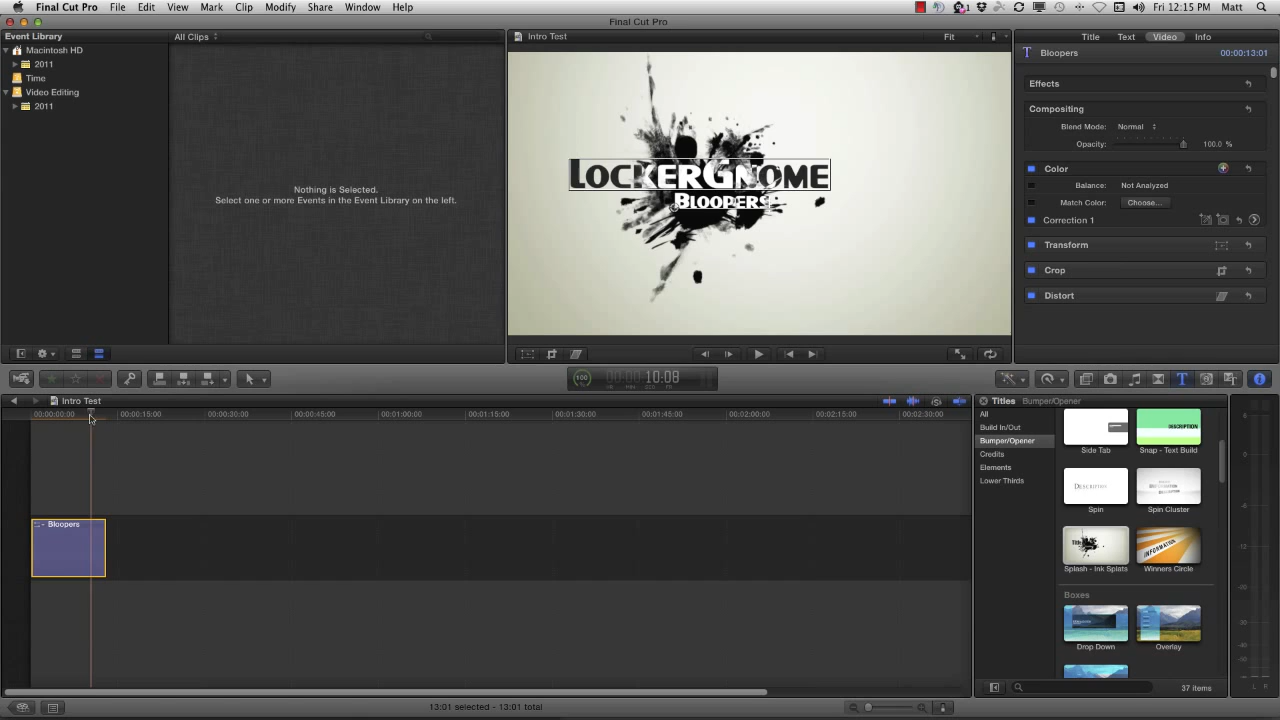 Final Cut Pro File Edit View Mark Clip Modify Share Window Help
Fri 12:15 PM Matt
Final Cut Pro
Event Library
All Clips
Macintosh HD
2011
Time
Video Editing
2011
Nothing is Selected.
Select one or more Events in the Event Library on the left.
Intro Test
Fit
LockerGnome
Bloopers
Title Text Video Info
Bloopers 00:00:13:01
Effects
Compositing
Blend Mode: Normal
Opacity: 100.0 %
Color
Balance: Not Analyzed
Match Color: Choose...
Correction 1
Transform
Crop
Distort
100 00:00:10:08
Intro Test
00:00:00:00 00:00:15:00 00:00:30:00 00:00:45:00 00:01:00:00 00:01:15:00 00:01:30:00 00:01:45:00 00:02:00:00 00:02:15:00 00:02:30:00
Bloopers
Titles Bumper/Opener
All
Build In/Out
Bumper/Opener
Credits
Elements
Lower Thirds
DESCRIPTION
Side Tab Snap - Text Build
Description
Spin Spin Cluster
Title
INFORMATION
Splash - Ink Splats Winners Circle
Boxes
Drop Down Overlay
37 items
13:01 selected - 13:01 total
L R